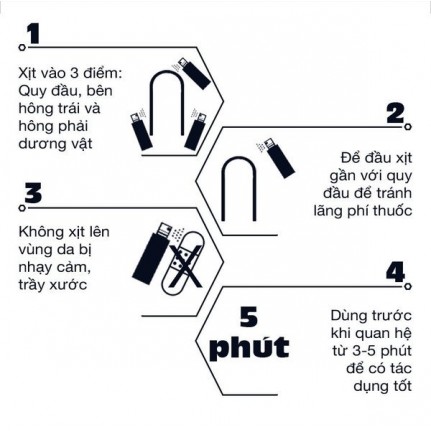 1
Xịt vào 3 điểm:
Quy đầu, bên
hông trái và
hông phải
dương vật
2
Để đầu xịt
gần với quy
đầu để tránh
lãng phí thuốc
3
Không xịt lên
vùng da bị
nhạy cảm,
trầy xước
4
5
phút
Dùng trước
khi quan hệ
từ 3-5 phút
để có tác
dụng tốt